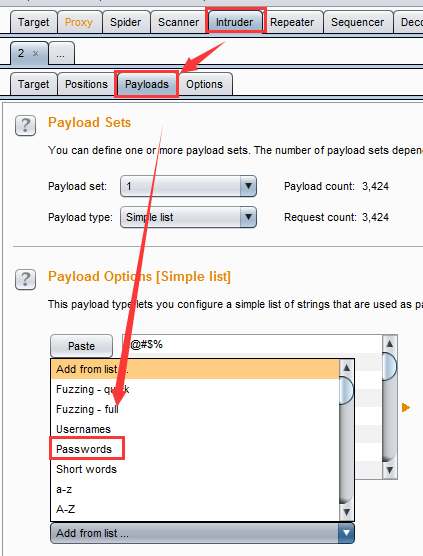 Target Proxy Spider Scanner Intruder Repeater Sequencer
2 × ...
Target Positions Payloads Options
? Payload Sets
You can define one or more payload sets. The number of payload sets
Payload set: 1 Payload count: 3,424
Payload type: Simple list Request count: 3,424
? Payload Options [Simple list]
This payload type lets you configure a simple list of strings that are used as
Paste @#$%
Add from list ...
Fuzzing - quick
Fuzzing - full
Usernames
Passwords
Short words
a-z
A-Z
Add from list ...